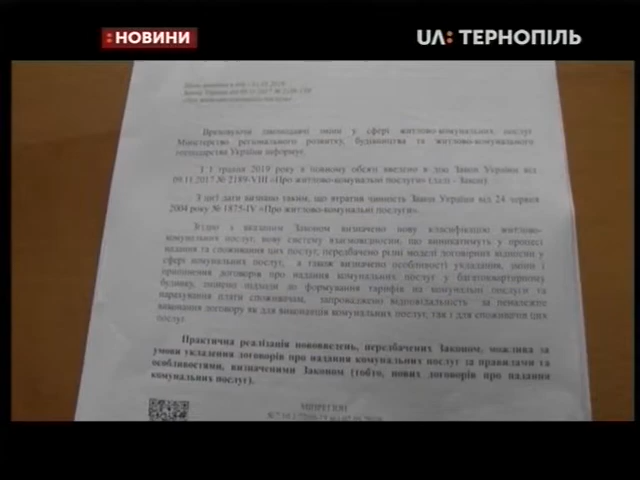 НОВИНИ
UA: ТЕРНОПІЛЬ
Враховуючи законодавчі зміни у сфері житлово-комунальних послуг
Міністерство регіонального розвитку, будівництва та житлово-комунального
господарства України інформує.
З 1 травня 2019 року в повному обсязі введено в дію Закон України від
09.11.2017 № 2189-VIII «Про житлово-комунальні послуги» (далі - Закон)
З цієї дати визнано таким, що втратив чинність Закон України від 24 червня
2004 року № 1875-IV «Про житлово-комунальні послуги».
Згідно з вказаним Законом визначено нову класифікацію житлово-
комунальних послуг, нову систему взаємовідносин, що виникатимуть у процесі
надання та споживання цих послуг, передбачено різні моделі договірних відносин у
сфері комунальних послуг, а також визначено особливості укладання, зміни і
припинення договорів про надання комунальних послуг у багатоквартирному
будинку, змінено підходи до формування тарифів на комунальні послуги та
нарахування плати споживачам, запроваджено відповідальність за неналежне
виконання договору як для виконавців комунальних послуг, так і для споживачів цих
послуг.
Практична реалізація нововведень, передбачених Законом, можлива за
умови укладення договорів про надання комунальних послуг за правилами та
особливостями, визначеними Законом (тобто, нових договорів про надання
комунальних послуг).
МІНРЕГІОН